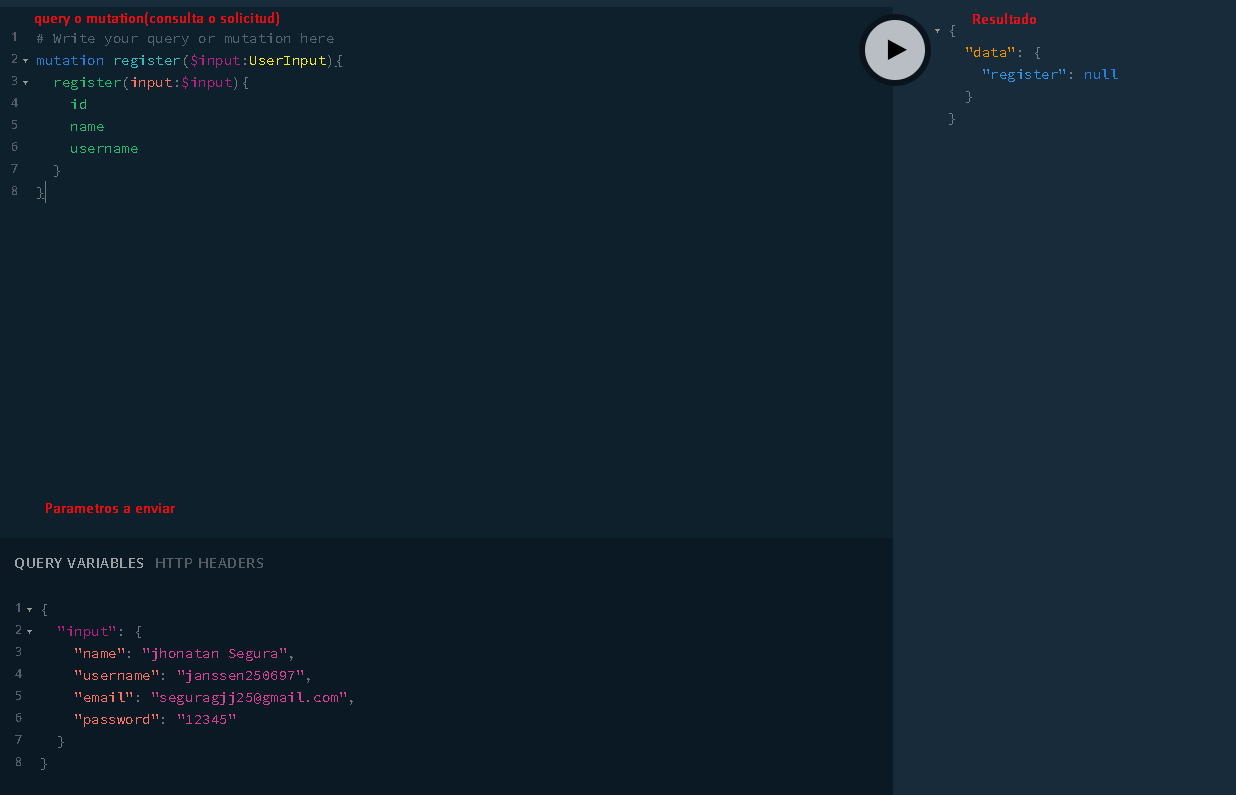 query o mutation(consulta o solicitud)
1 # Write your query or mutation here
2 mutation register($input:UserInput){
3 register(input:$input){
4 id
5 name
6 username
7 }
8 }
Parametros a enviar
QUERY VARIABLES HTTP HEADERS
1 {
2 "input": {
3 "name": "jhonatan Segura",
4 "username": "janssen250697",
5 "email": "seguragjj25@gmail.com",
6 "password": "12345"
7 }
8 }
Resultado
{
"data": {
"register": null
}
}